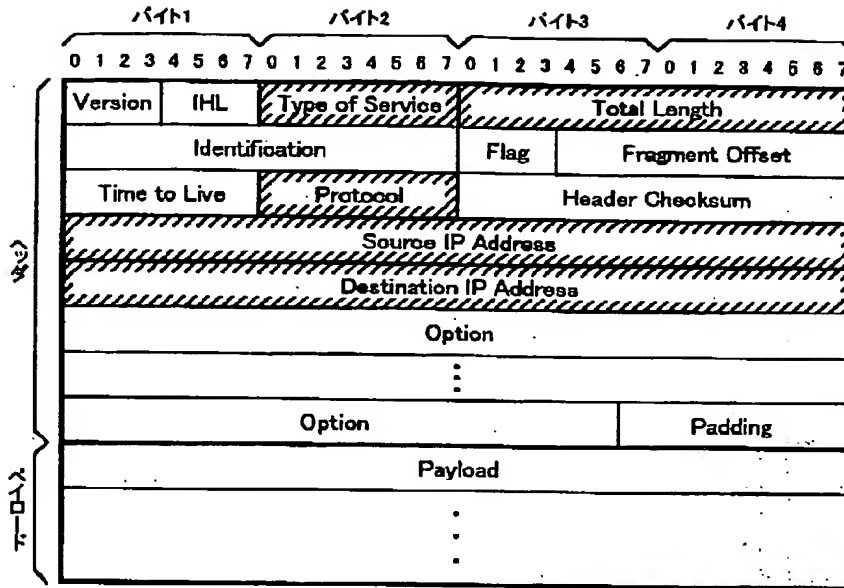 バイト1 バイト2 バイト3 バイト4
0 1 2 3 4 5 6 7 0 1 2 3 4 5 6 7 0 1 2 3 4 5 6 7 0 1 2 3 4 5 6 7
Version IHL Type of Service Total Length
Identification Flag Fragment Offset
Time to Live Protocol Header Checksum
Source IP Address
Destination IP Address
Option
Option Padding
Payload
ヘッダ
ペイロード